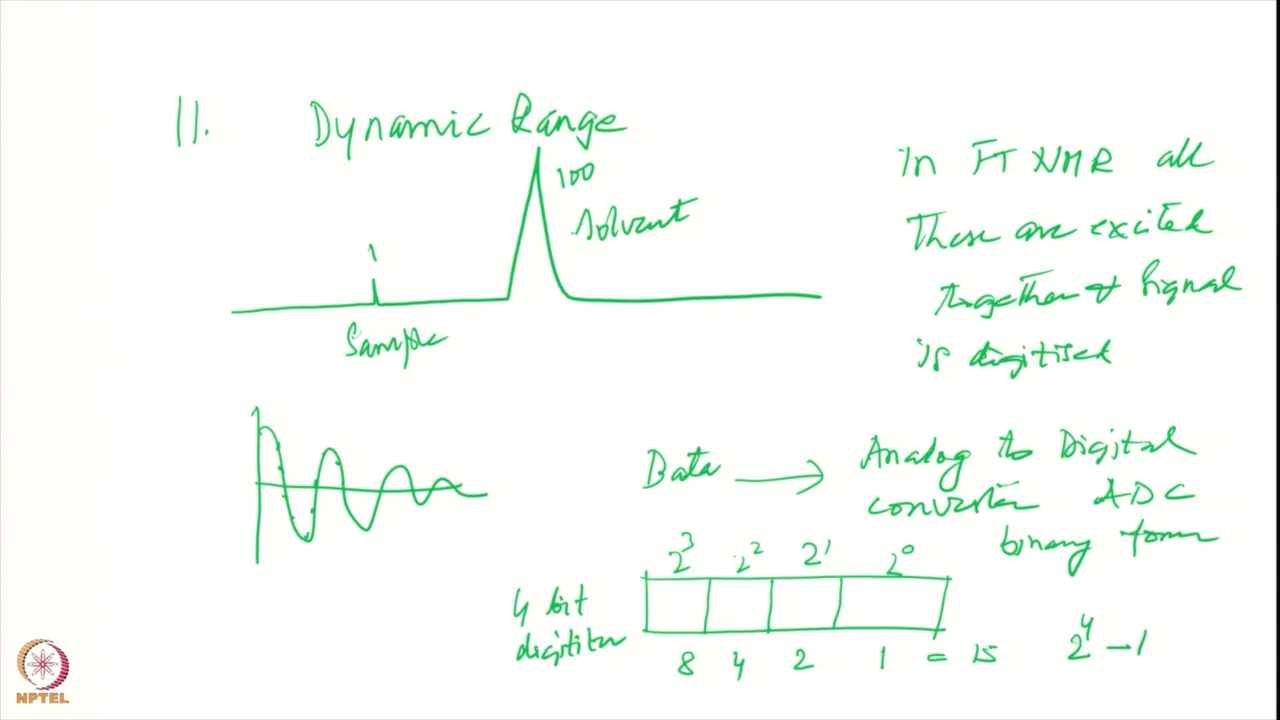 11. Dynamic Range
100
Solvent
1
Sample
In FT NMR all
these are excited
together & signal
is digitised
Data → Analog to Digital
converter ADC
binary form
4 bit
digitizer
2³ 2² 2¹ 2⁰
8 4 2 1 = 15 2⁴ - 1
NPTEL